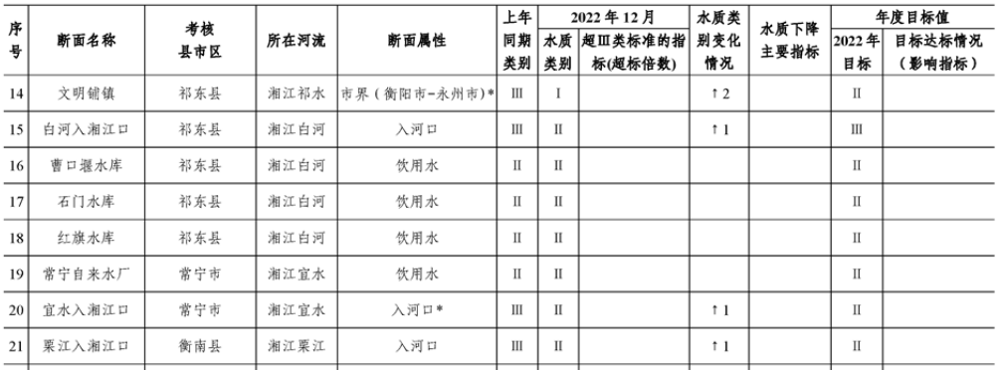 序号 断面名称 考核县市区 所在河流 断面属性 上年同期类别 2022年12月 水质类别变化情况 水质下降主要指标 年度目标值
水质类别 超Ⅲ类标准的指标(超标倍数) 2022年目标 目标达标情况（影响指标）
14 文明铺镇 祁东县 湘江祁水 市界（衡阳市-永州市)* Ⅲ Ⅰ ↑2 Ⅱ
15 白河入湘江口 祁东县 湘江白河 入河口 Ⅲ Ⅱ ↑1 Ⅲ
16 曹口堰水库 祁东县 湘江白河 饮用水 Ⅱ Ⅱ Ⅱ
17 石门水库 祁东县 湘江白河 饮用水 Ⅱ Ⅱ Ⅱ
18 红旗水库 祁东县 湘江白河 饮用水 Ⅱ Ⅱ Ⅱ
19 常宁自来水厂 常宁市 湘江宜水 饮用水 Ⅱ Ⅱ Ⅱ
20 宜水入湘江口 常宁市 湘江宜水 入河口* Ⅲ Ⅱ ↑1 Ⅱ
21 栗江入湘江口 衡南县 湘江栗江 入河口 Ⅲ Ⅱ ↑1 Ⅱ